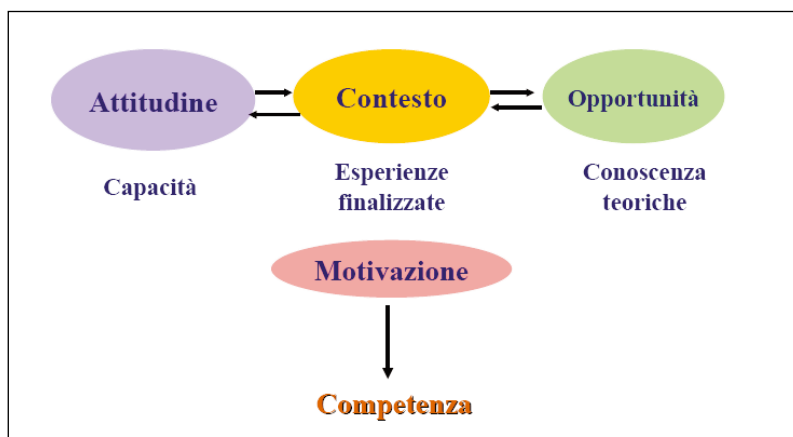 Attitudine
Contesto
Opportunità
Capacità
Esperienze
finalizzate
Conoscenza
teoriche
Motivazione
Competenza